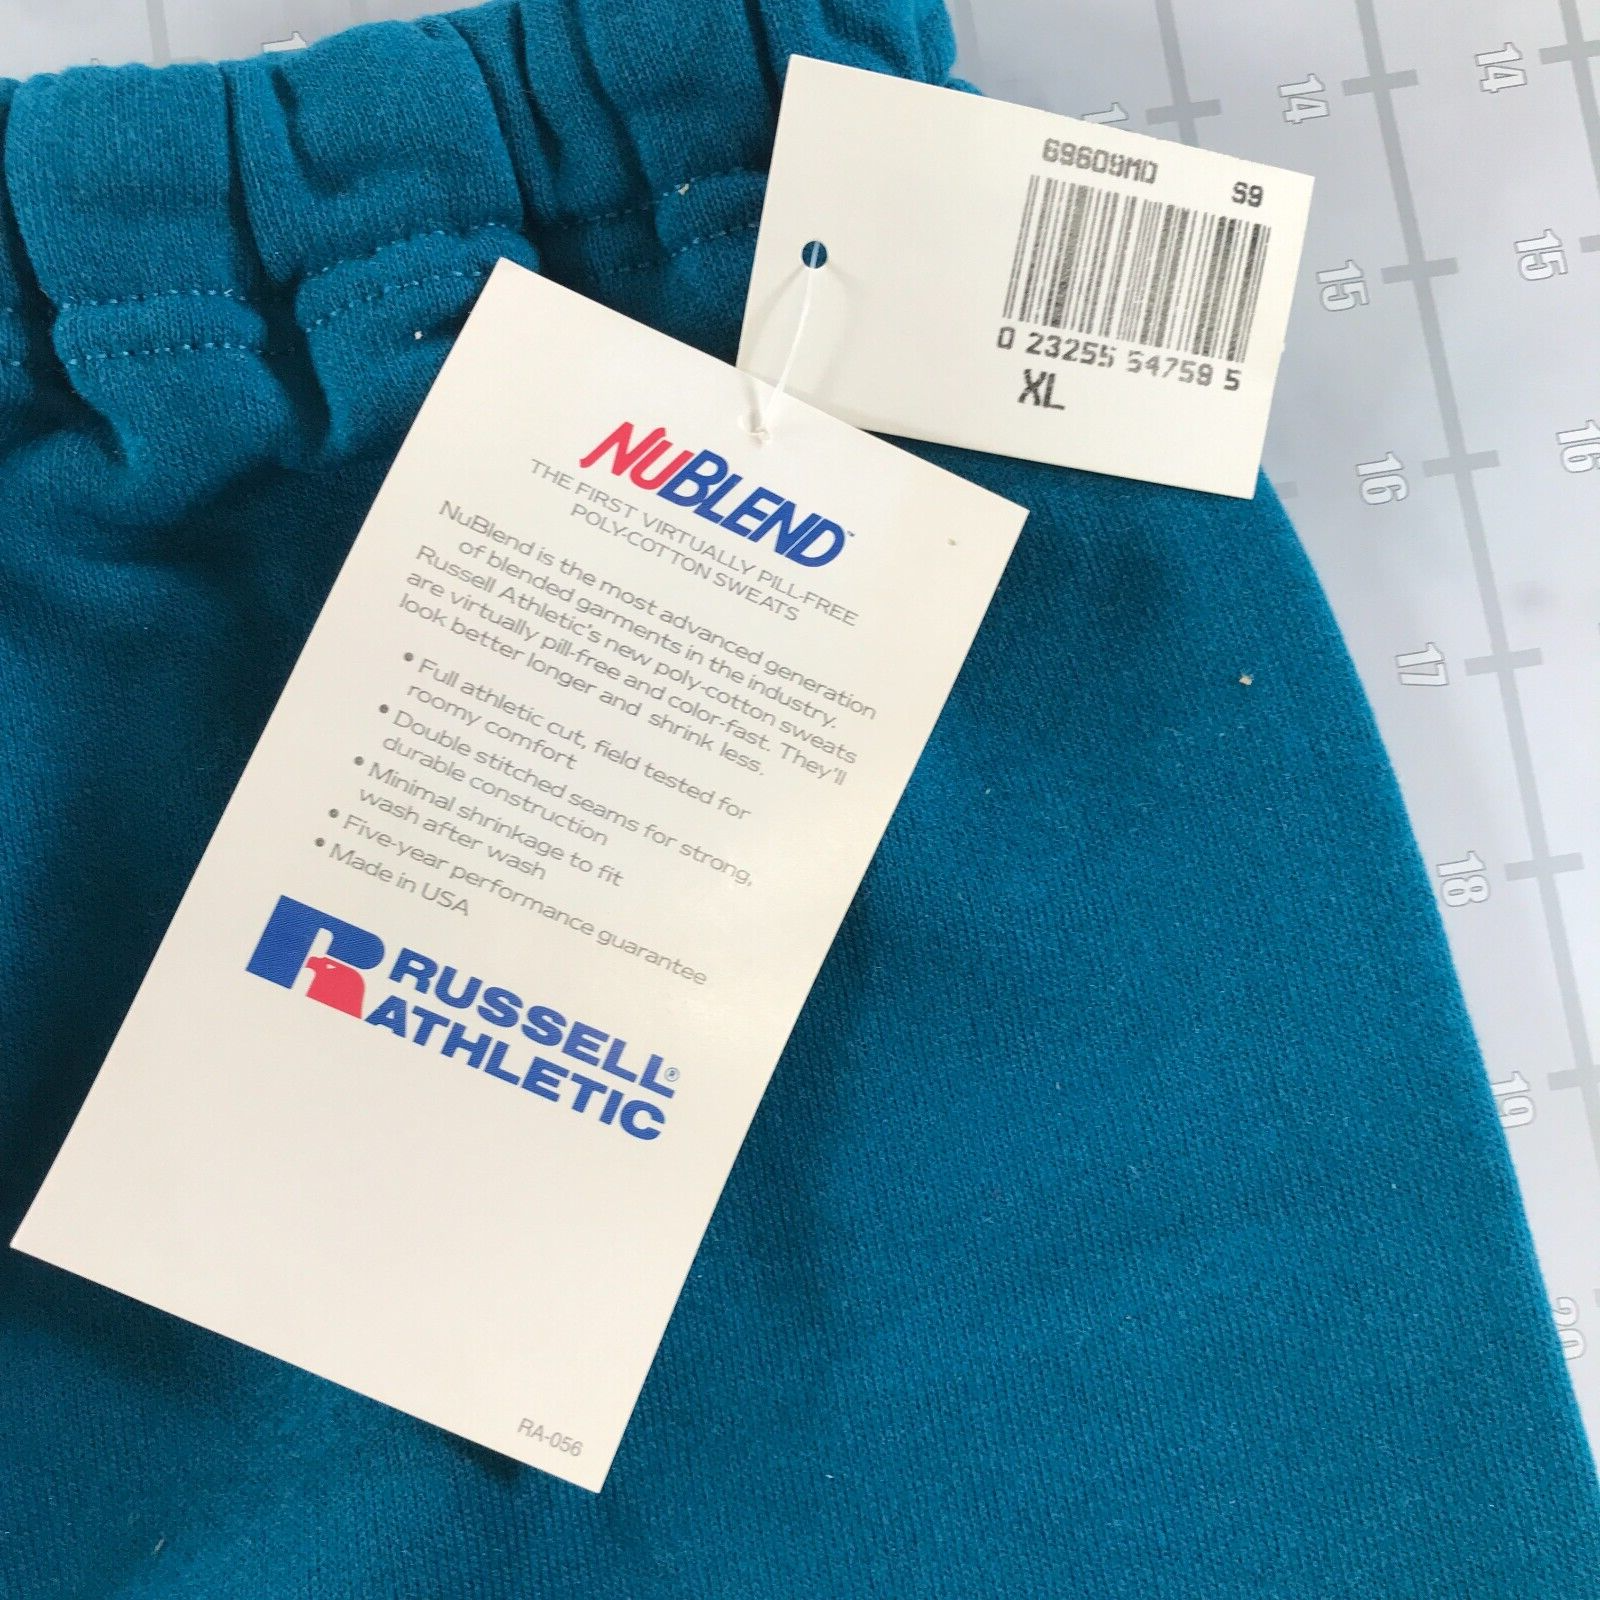 69609MO S9
0 23255 54759 5
XL
NUBLEND™
THE FIRST VIRTUALLY PILL-FREE
POLY-COTTON SWEATS
NuBlend is the most advanced generation
of blended garments in the industry.
Russell Athletic's new poly-cotton sweats
are virtually pill-free and color-fast. They'll
look better longer and shrink less.
• Full athletic cut, field tested for
roomy comfort
• Double stitched seams for strong,
durable construction
• Minimal shrinkage to fit
wash after wash
• Five-year performance guarantee
• Made in USA
RUSSELL®
ATHLETIC
RA-056
14
14
15
15
16
16
17
18
19
20